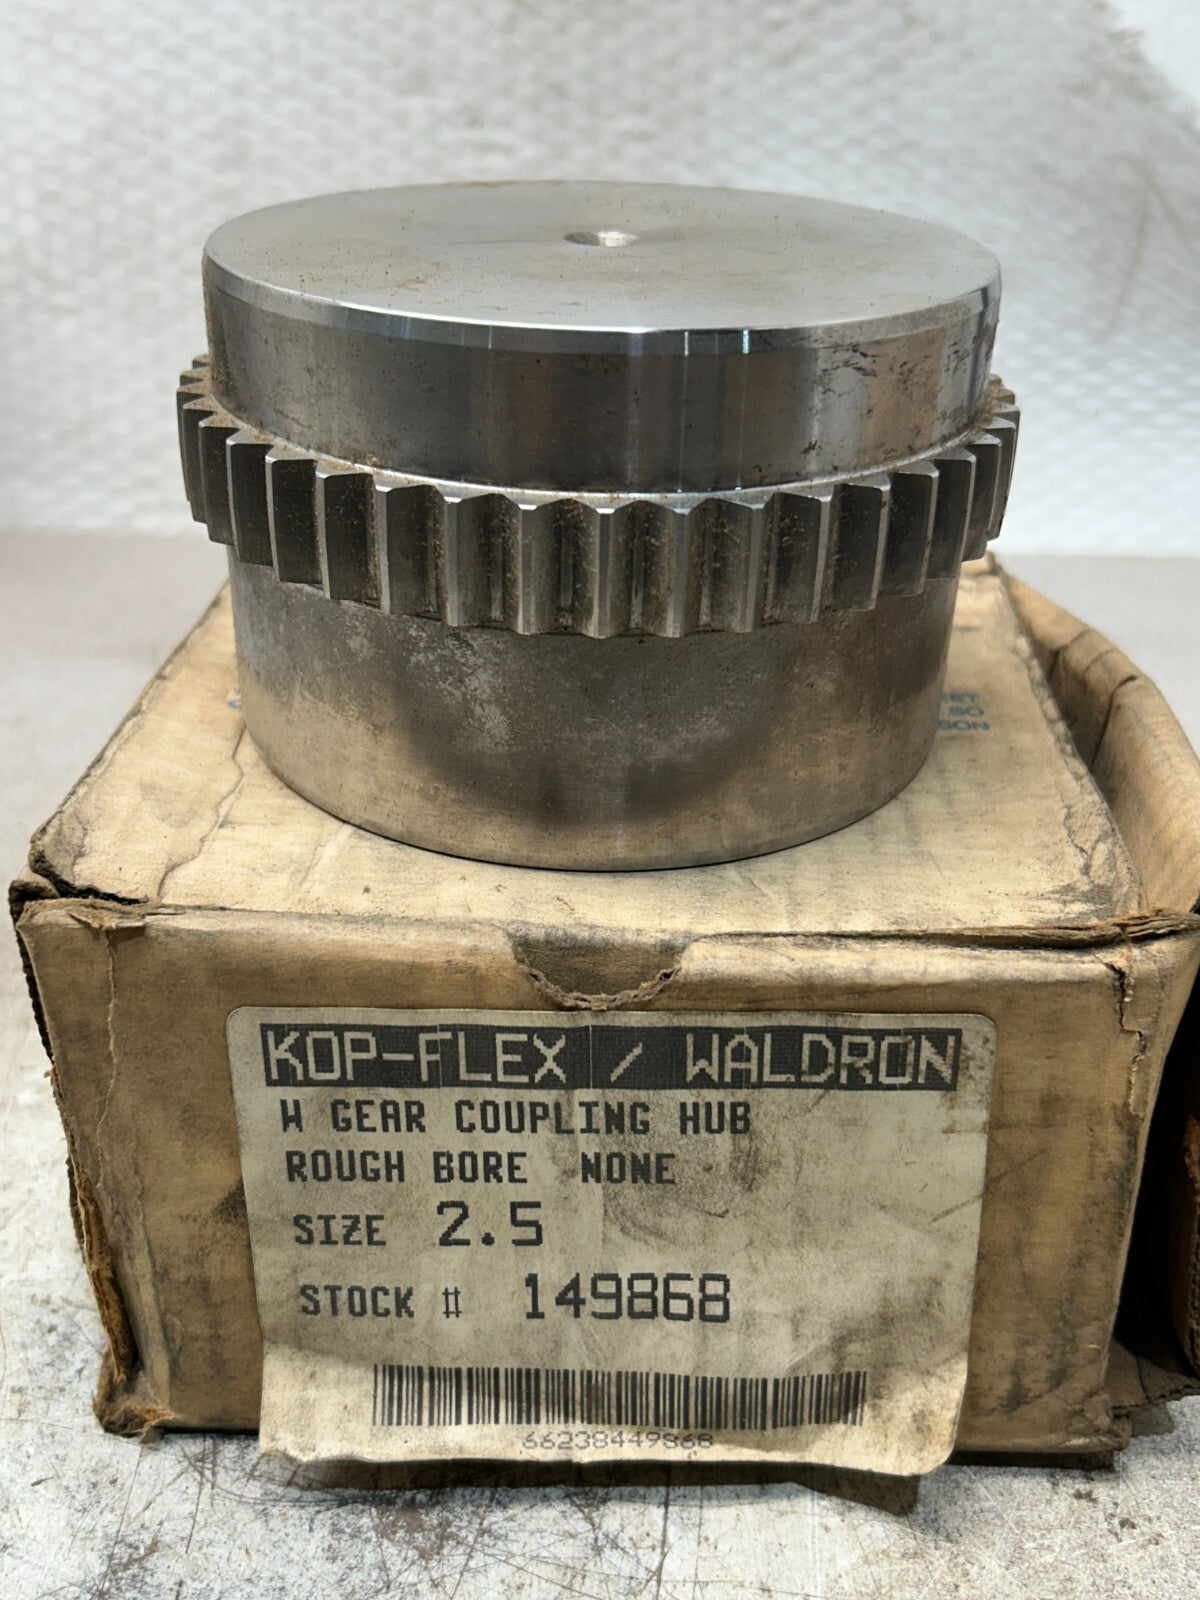 KOP-FLEX / WALDRON
W GEAR COUPLING HUB
ROUGH BORE NONE
SIZE 2.5
STOCK # 149868
66238449868